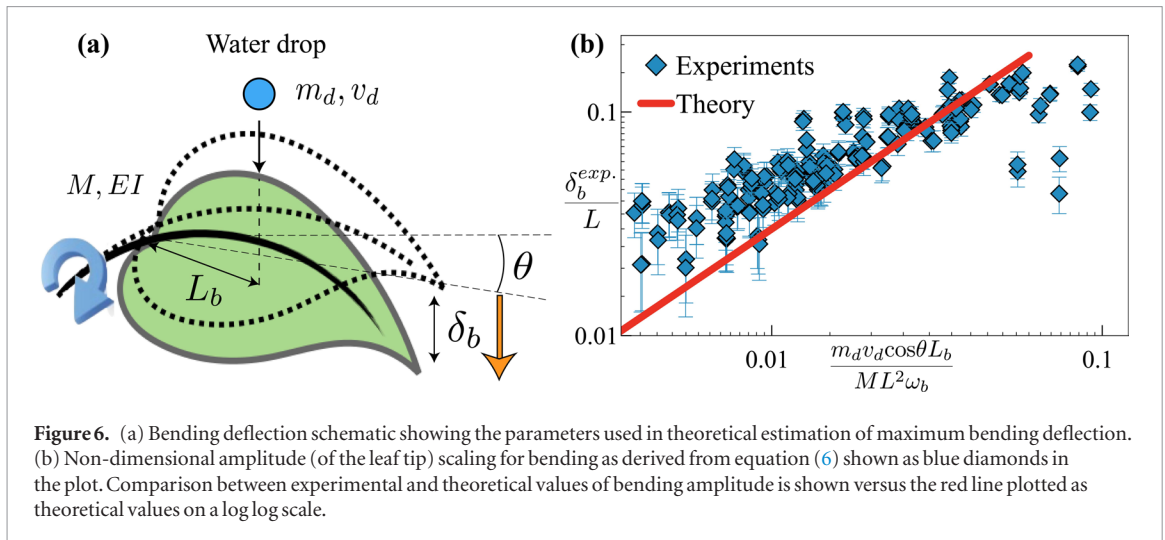 (a)
Water drop
m_d, v_d
M, EI
L_b
θ
δ_b
(b)
Experiments
Theory
δ_b^{exp.}
L
0.1
0.01
0.01
0.1
m_d v_d cosθ L_b
ML^2 ω_b
Figure 6. (a) Bending deflection schematic showing the parameters used in theoretical estimation of maximum bending deflection.
(b) Non-dimensional amplitude (of the leaf tip) scaling for bending as derived from equation (6) shown as blue diamonds in
the plot. Comparison between experimental and theoretical values of bending amplitude is shown versus the red line plotted as
theoretical values on a log log scale.